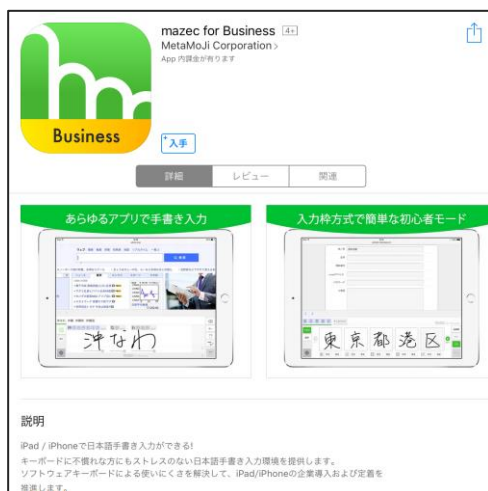 mazec for Business 4+
MetaMoJi Corporation >
App 内課金が有ります
Business
+ 入手
詳細 レビュー 関連
あらゆるアプリで手書き入力
入力枠方式で簡単な初心者モード
沖なわ
東京都港区
説明
iPad / iPhoneで日本語手書き入力ができる!
キーボードに不慣れな方にもストレスのない日本語手書き入力環境を提供します。
ソフトウェアキーボードによる使いにくさを解決して、iPad/iPhoneの企業導入および定着を
推進します。